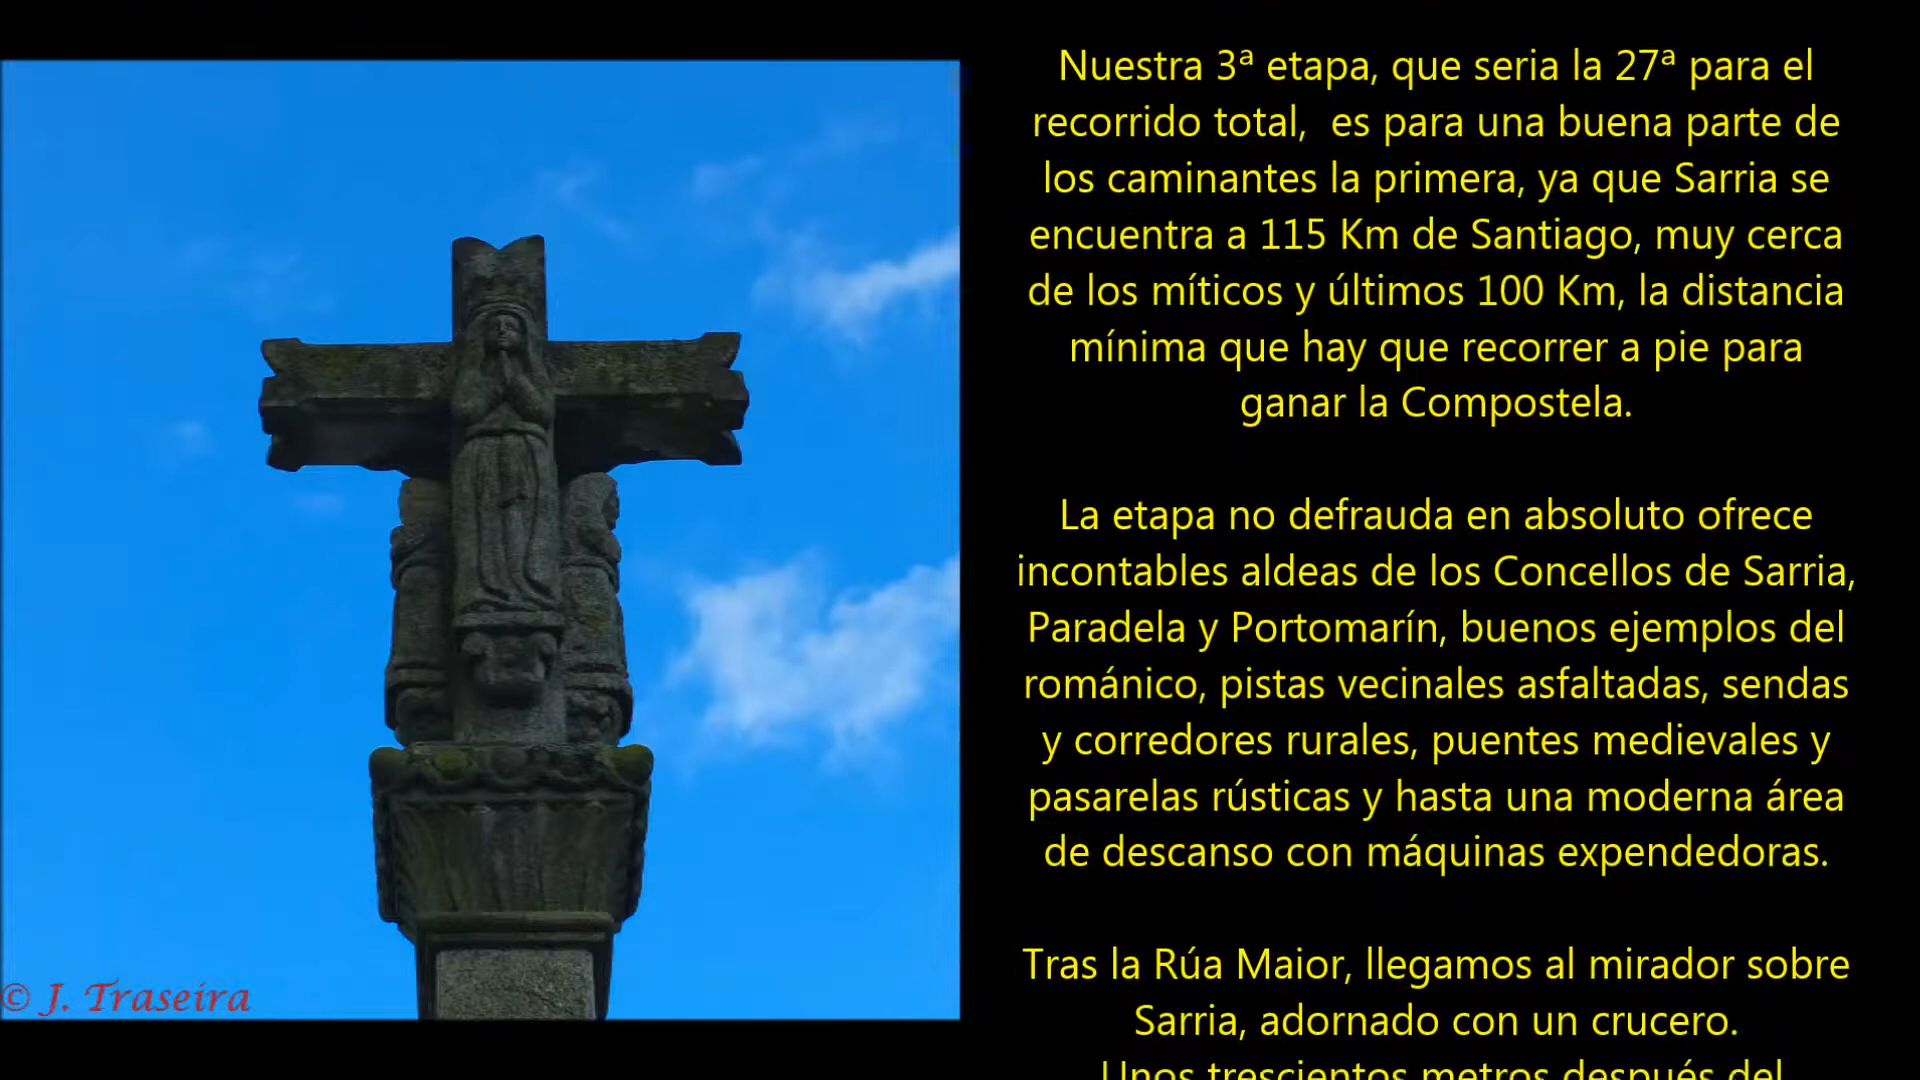 Nuestra 3ª etapa, que seria la 27ª para el
recorrido total,  es para una buena parte de
los caminantes la primera, ya que Sarria se
encuentra a 115 Km de Santiago, muy cerca
de los míticos y últimos 100 Km, la distancia
mínima que hay que recorrer a pie para
ganar la Compostela.
La etapa no defrauda en absoluto ofrece
incontables aldeas de los Concellos de Sarria,
Paradela y Portomarín, buenos ejemplos del
románico, pistas vecinales asfaltadas, sendas
y corredores rurales, puentes medievales y
pasarelas rústicas y hasta una moderna área
de descanso con máquinas expendedoras.
Tras la Rúa Maior, llegamos al mirador sobre
Sarria, adornado con un crucero.
Unos trescientos metros después del
© J. Traseira